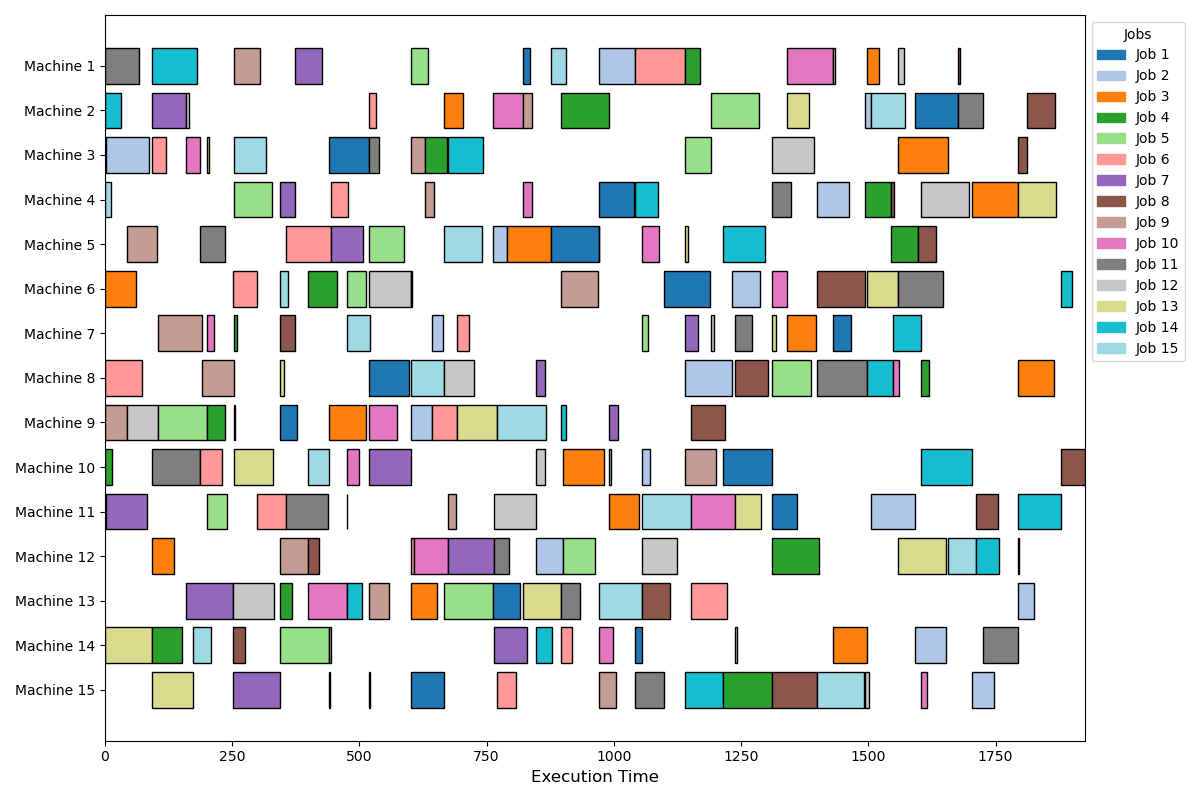 Machine 1
Machine 2
Machine 3
Machine 4
Machine 5
Machine 6
Machine 7
Machine 8
Machine 9
Machine 10
Machine 11
Machine 12
Machine 13
Machine 14
Machine 15
0 250 500 750 1000 1250 1500 1750
Execution Time
Jobs
Job 1
Job 2
Job 3
Job 4
Job 5
Job 6
Job 7
Job 8
Job 9
Job 10
Job 11
Job 12
Job 13
Job 14
Job 15